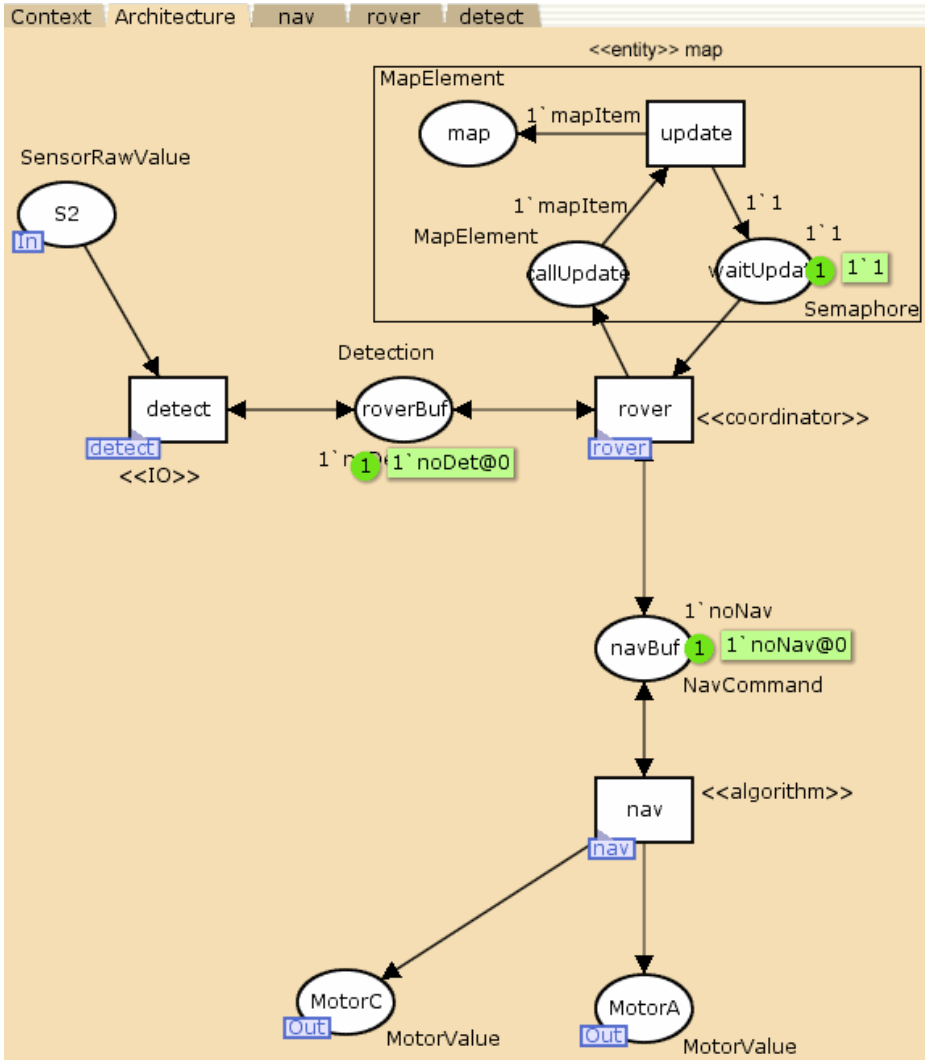 Context Architecture nav rover detect
<<entity>> map
MapElement
map
1`mapItem
update
SensorRawValue
S2
In
1`mapItem
1`1
MapElement
1`1
callUpdate
1
1`1
Semaphore
Detection
detect
roverBuf
rover
<<coordinator>>
detect
rover
<<IO>>
1
1`noDet@0
1`noNav
navBuf
1
1`noNav@0
NavCommand
nav
<<algorithm>>
nav
MotorC
MotorA
Out
Out
MotorValue
MotorValue